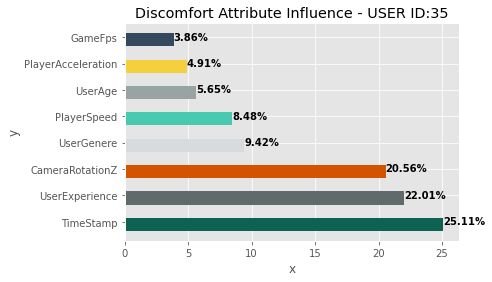 Discomfort Attribute Influence - USER ID:35
GameFps 3.86%
PlayerAcceleration 4.91%
UserAge 5.65%
PlayerSpeed 8.48%
y
UserGenere 9.42%
CameraRotationZ 20.56%
UserExperience 22.01%
TimeStamp 25.11%
0 5 10 15 20 25
x